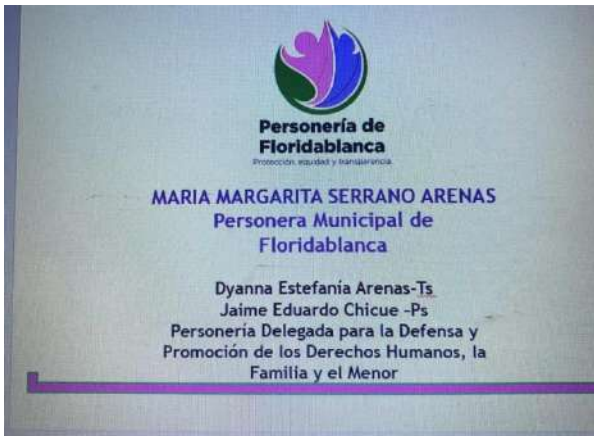 Personería de
Floridablanca
Protección, equidad y transparencia.
MARIA MARGARITA SERRANO ARENAS
Personera Municipal de
Floridablanca
Dyanna Estefanía Arenas-Ts
Jaime Eduardo Chicue -Ps
Personería Delegada para la Defensa y
Promoción de los Derechos Humanos, la
Familia y el Menor